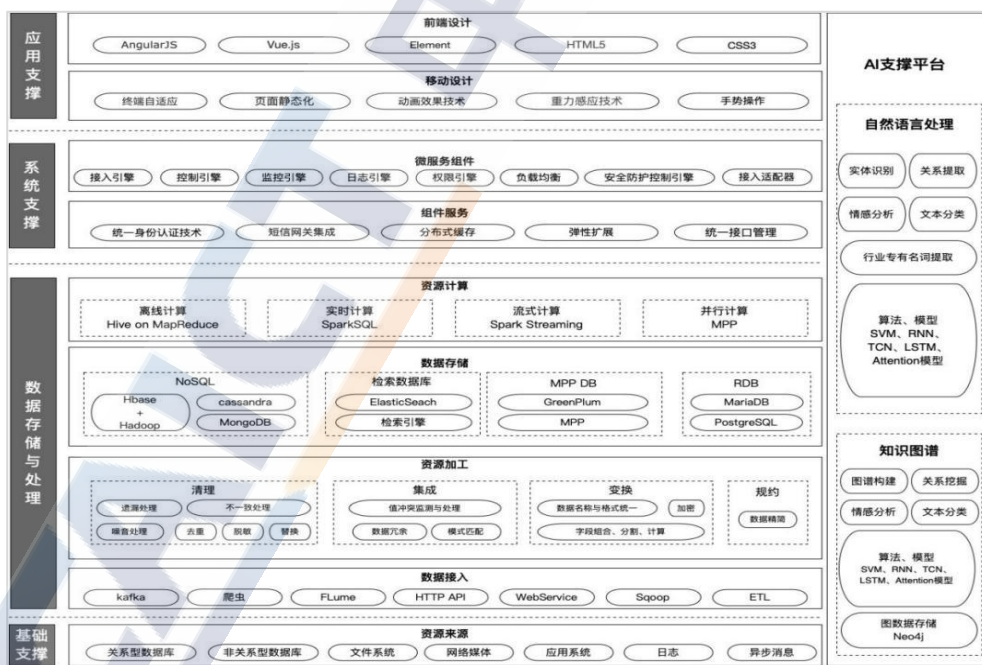 应用支撑
前端设计
AngularJS
Vue.js
Element
HTML5
CSS3
移动设计
终端自适应
页面静态化
动画效果技术
重力感应技术
手势操作
系统支撑
微服务组件
接入引擎
控制引擎
监控引擎
日志引擎
权限引擎
负载均衡
安全防护控制引擎
接入适配器
组件服务
统一身份认证技术
短信网关集成
分布式缓存
弹性扩展
统一接口管理
数据存储与处理
资源计算
离线计算
Hive on MapReduce
实时计算
SparkSQL
流式计算
Spark Streaming
并行计算
MPP
数据存储
NoSQL
Hbase
+
Hadoop
cassandra
MongoDB
检索数据库
ElasticSeach
检索引擎
MPP DB
GreenPlum
MPP
RDB
MariaDB
PostgreSQL
资源加工
清理
遗漏处理
不一致处理
噪音处理
去重
脱敏
替换
集成
值冲突监测与处理
数据冗余
模式匹配
变换
数据名称与格式统一
加密
字段组合、分割、计算
规约
数据精简
数据接入
kafka
爬虫
FLume
HTTP API
WebService
Sqoop
ETL
基础支撑
资源来源
关系型数据库
非关系型数据库
文件系统
网络媒体
应用系统
日志
异步消息
AI支撑平台
自然语言处理
实体识别
关系提取
情感分析
文本分类
行业专有名词提取
算法、模型
SVM、RNN、
TCN、LSTM、
Attention模型
知识图谱
图谱构建
关系挖掘
情感分析
文本分类
算法、模型
SVM、RNN、TCN、
LSTM、Attention模型
图数据存储
Neo4j